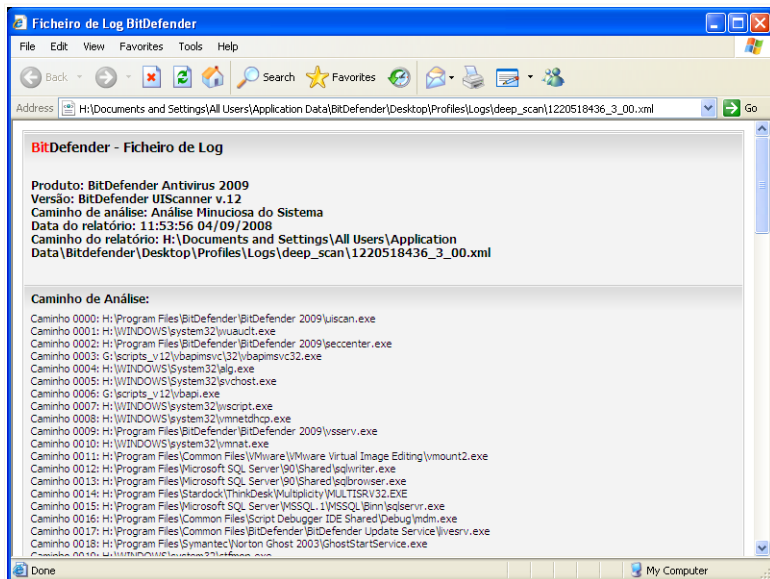 Ficheiro de Log BitDefender
File Edit View Favorites Tools Help
Back Search Favorites
Address H:\Documents and Settings\All Users\Application Data\BitDefender\Desktop\Profiles\Logs\deep_scan\1220518436_3_00.xml Go
BitDefender - Ficheiro de Log
Produto: BitDefender Antivirus 2009
Versão: BitDefender UIScanner v.12
Caminho de análise: Análise Minuciosa do Sistema
Data do relatório: 11:53:56 04/09/2008
Caminho do relatório: H:\Documents and Settings\All Users\Application
Data\Bitdefender\Desktop\Profiles\Logs\deep_scan\1220518436_3_00.xml
Caminho de Análise:
Caminho 0000: H:\Program Files\BitDefender\BitDefender 2009\uiscan.exe
Caminho 0001: H:\WINDOWS\system32\wuauclt.exe
Caminho 0002: H:\Program Files\BitDefender\BitDefender 2009\seccenter.exe
Caminho 0003: G:\scripts_v12\vbapimsvc\32\vbapimsvc32.exe
Caminho 0004: H:\WINDOWS\System32\alg.exe
Caminho 0005: H:\WINDOWS\System32\svchost.exe
Caminho 0006: G:\scripts_v12\vbapi.exe
Caminho 0007: H:\WINDOWS\system32\wscript.exe
Caminho 0008: H:\WINDOWS\system32\vmnetdhcp.exe
Caminho 0009: H:\Program Files\BitDefender\BitDefender 2009\vsserv.exe
Caminho 0010: H:\WINDOWS\system32\vmnat.exe
Caminho 0011: H:\Program Files\Common Files\VMware\VMware Virtual Image Editing\vmount2.exe
Caminho 0012: H:\Program Files\Microsoft SQL Server\90\Shared\sqlwriter.exe
Caminho 0013: H:\Program Files\Microsoft SQL Server\90\Shared\sqlbrowser.exe
Caminho 0014: H:\Program Files\Stardock\ThinkDesk\Multiplicity\MULTISRV32.EXE
Caminho 0015: H:\Program Files\Microsoft SQL Server\MSSQL.1\MSSQL\Binn\sqlservr.exe
Caminho 0016: H:\Program Files\Common Files\Script Debugger IDE Shared\Debug\mdm.exe
Caminho 0017: H:\Program Files\Common Files\BitDefender\BitDefender Update Service\livesrv.exe
Caminho 0018: H:\Program Files\Symantec\Norton Ghost 2003\GhostStartService.exe
Caminho 0019: H:\WINDOWS\system32\ctfmon.exe
Done My Computer